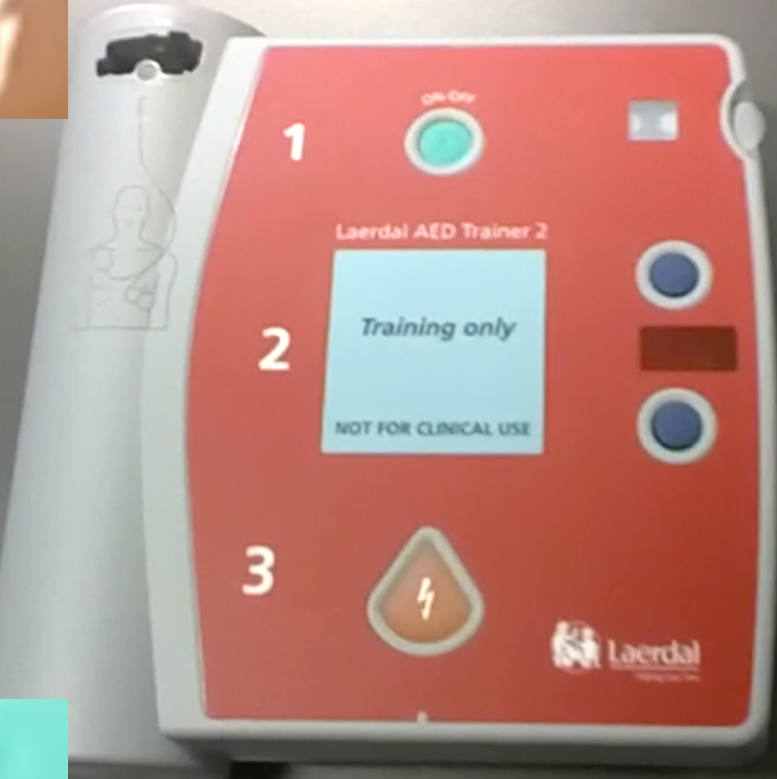 ON-OFF
1
Laerdal AED Trainer 2
Training only
2
NOT FOR CLINICAL USE
3
Laerdal